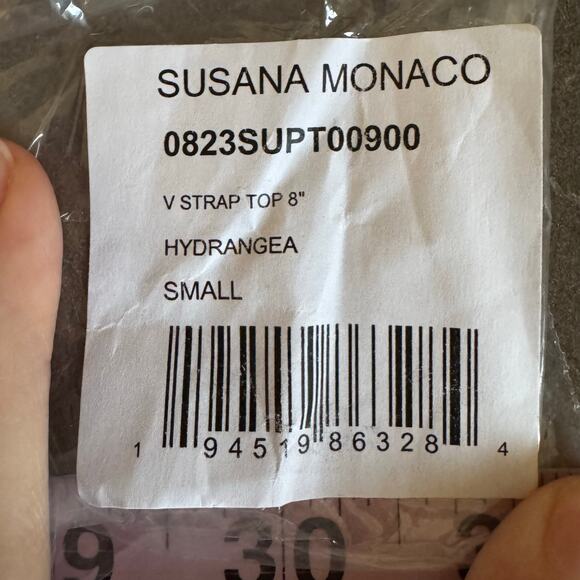 SUSANA MONACO
0823SUPT00900
V STRAP TOP 8"
HYDRANGEA
SMALL
1 94519 86328 4
9 30